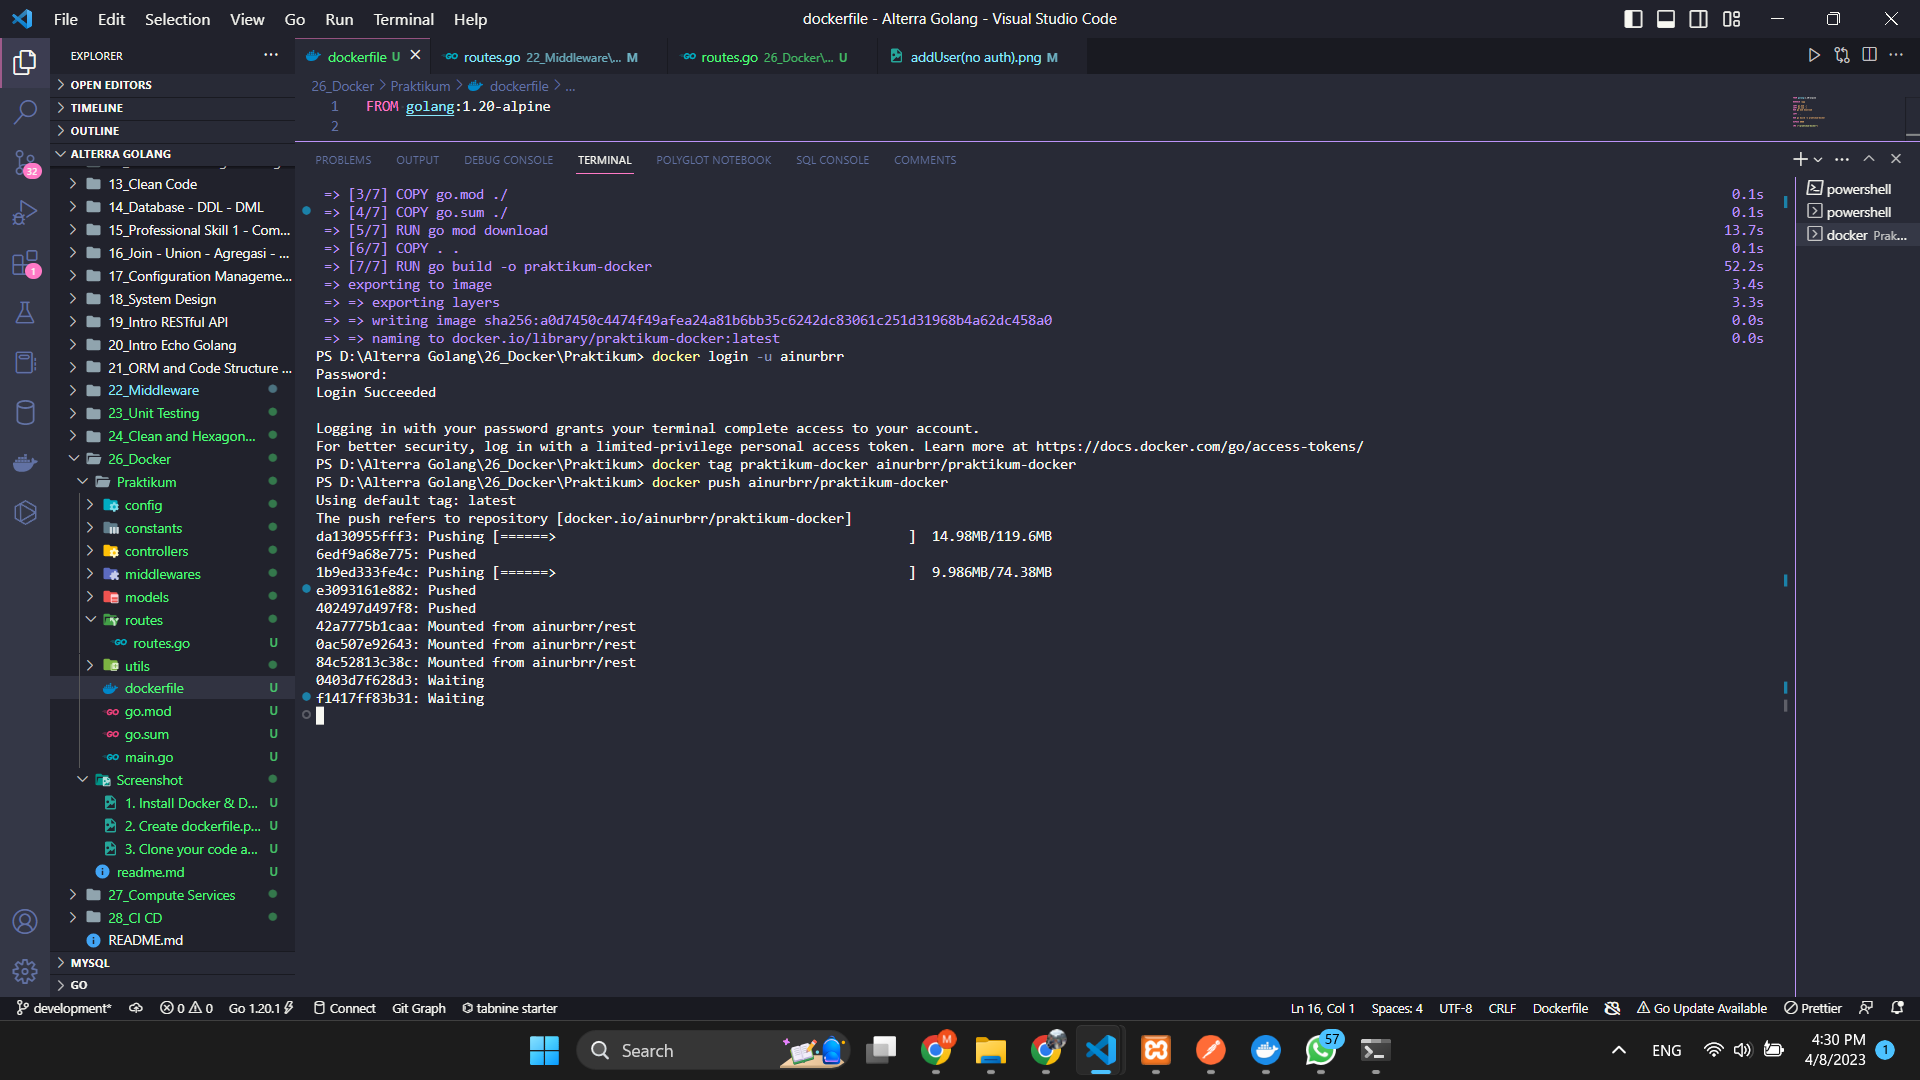 File Edit Selection View Go Run Terminal Help
dockerfile - Alterra Golang - Visual Studio Code
EXPLORER
OPEN EDITORS
TIMELINE
OUTLINE
ALTERRA GOLANG
13_Clean Code
14_Database - DDL - DML
15_Professional Skill 1 - Com...
16_Join - Union - Agregasi - ...
17_Configuration Manageme...
18_System Design
19_Intro RESTful API
20_Intro Echo Golang
21_ORM and Code Structure ...
22_Middleware
23_Unit Testing
24_Clean and Hexagon...
26_Docker
Praktikum
config
constants
controllers
middlewares
models
routes
routes.go U
utils
dockerfile U
go.mod U
go.sum U
main.go U
Screenshot
1. Install Docker & D... U
2. Create dockerfile.p... U
3. Clone your code a... U
readme.md U
27_Compute Services
28_CI CD
README.md
MYSQL
GO
32
1
dockerfile U
routes.go 22_Middleware\... M
routes.go 26_Docker\... U
addUser(no auth).png M
26_Docker > Praktikum > dockerfile > ...
1 FROM golang:1.20-alpine
2
PROBLEMS OUTPUT DEBUG CONSOLE TERMINAL POLYGLOT NOTEBOOK SQL CONSOLE COMMENTS
=> [3/7] COPY go.mod ./ 0.1s
=> [4/7] COPY go.sum ./ 0.1s
=> [5/7] RUN go mod download 13.7s
=> [6/7] COPY . . 0.1s
=> [7/7] RUN go build -o praktikum-docker 52.2s
=> exporting to image 3.4s
=> => exporting layers 3.3s
=> => writing image sha256:a0d7450c4474f49afea24a81b6bb35c6242dc83061c251d31968b4a62dc458a0 0.0s
=> => naming to docker.io/library/praktikum-docker:latest 0.0s
PS D:\Alterra Golang\26_Docker\Praktikum> docker login -u ainurbrr
Password:
Login Succeeded
Logging in with your password grants your terminal complete access to your account.
For better security, log in with a limited-privilege personal access token. Learn more at https://docs.docker.com/go/access-tokens/
PS D:\Alterra Golang\26_Docker\Praktikum> docker tag praktikum-docker ainurbrr/praktikum-docker
PS D:\Alterra Golang\26_Docker\Praktikum> docker push ainurbrr/praktikum-docker
Using default tag: latest
The push refers to repository [docker.io/ainurbrr/praktikum-docker]
da130955fff3: Pushing [======> ] 14.98MB/119.6MB
6edf9a68e775: Pushed
1b9ed333fe4c: Pushing [======> ] 9.986MB/74.38MB
e3093161e882: Pushed
402497d497f8: Pushed
42a7775b1caa: Mounted from ainurbrr/rest
0ac507e92643: Mounted from ainurbrr/rest
84c52813c38c: Mounted from ainurbrr/rest
0403d7f628d3: Waiting
f1417ff83b31: Waiting
powershell
powershell
docker Prak...
development* 0 0 Go 1.20.1 Connect Git Graph tabnine starter
Ln 16, Col 1 Spaces: 4 UTF-8 CRLF Dockerfile Go Update Available Prettier
Search
M
57
ENG
4:30 PM
4/8/2023
1